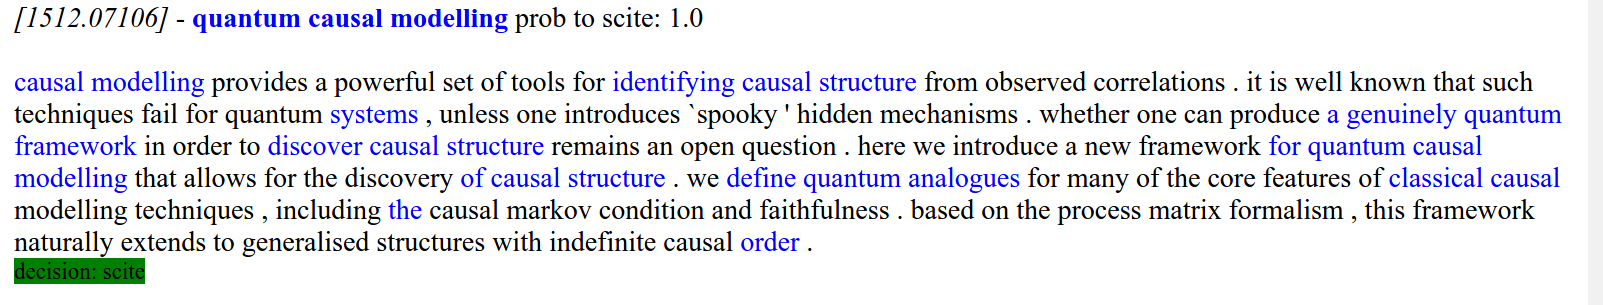 [1512.07106] - quantum causal modelling prob to scite: 1.0
causal modelling provides a powerful set of tools for identifying causal structure from observed correlations . it is well known that such
techniques fail for quantum systems , unless one introduces `spooky ' hidden mechanisms . whether one can produce a genuinely quantum
framework in order to discover causal structure remains an open question . here we introduce a new framework for quantum causal
modelling that allows for the discovery of causal structure . we define quantum analogues for many of the core features of classical causal
modelling techniques , including the causal markov condition and faithfulness . based on the process matrix formalism , this framework
naturally extends to generalised structures with indefinite causal order .
decision: scite